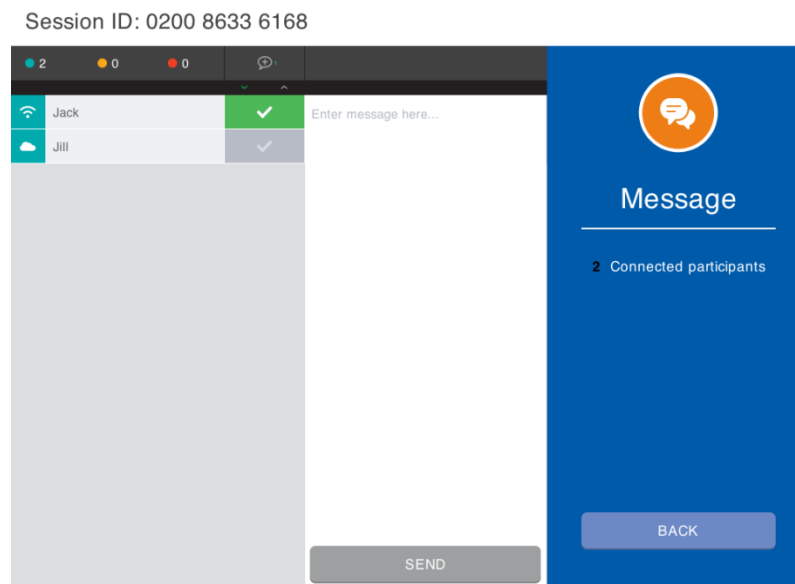 Session ID: 0200 8633 6168
2 0 0 1
Jack
Jill
Enter message here...
SEND
Message
2 Connected participants
BACK